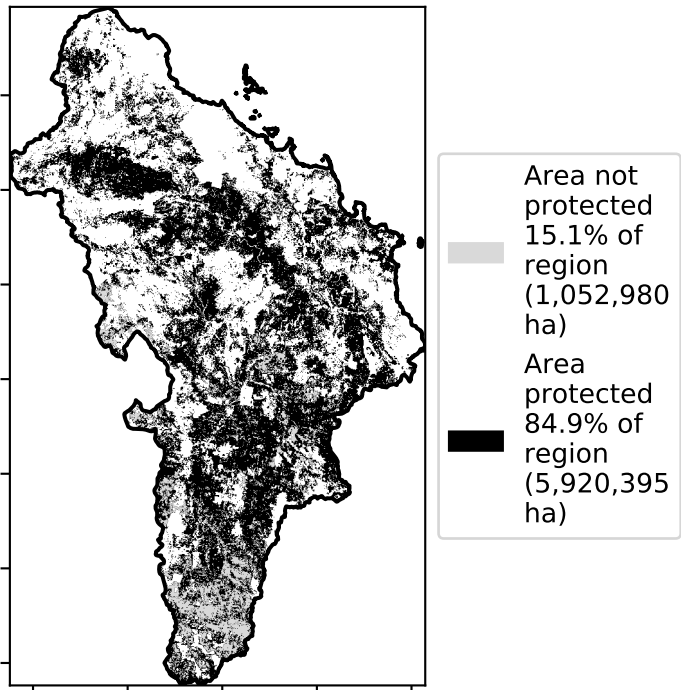 Area not
protected
15.1% of
region
(1,052,980
ha)
Area
protected
84.9% of
region
(5,920,395
ha)